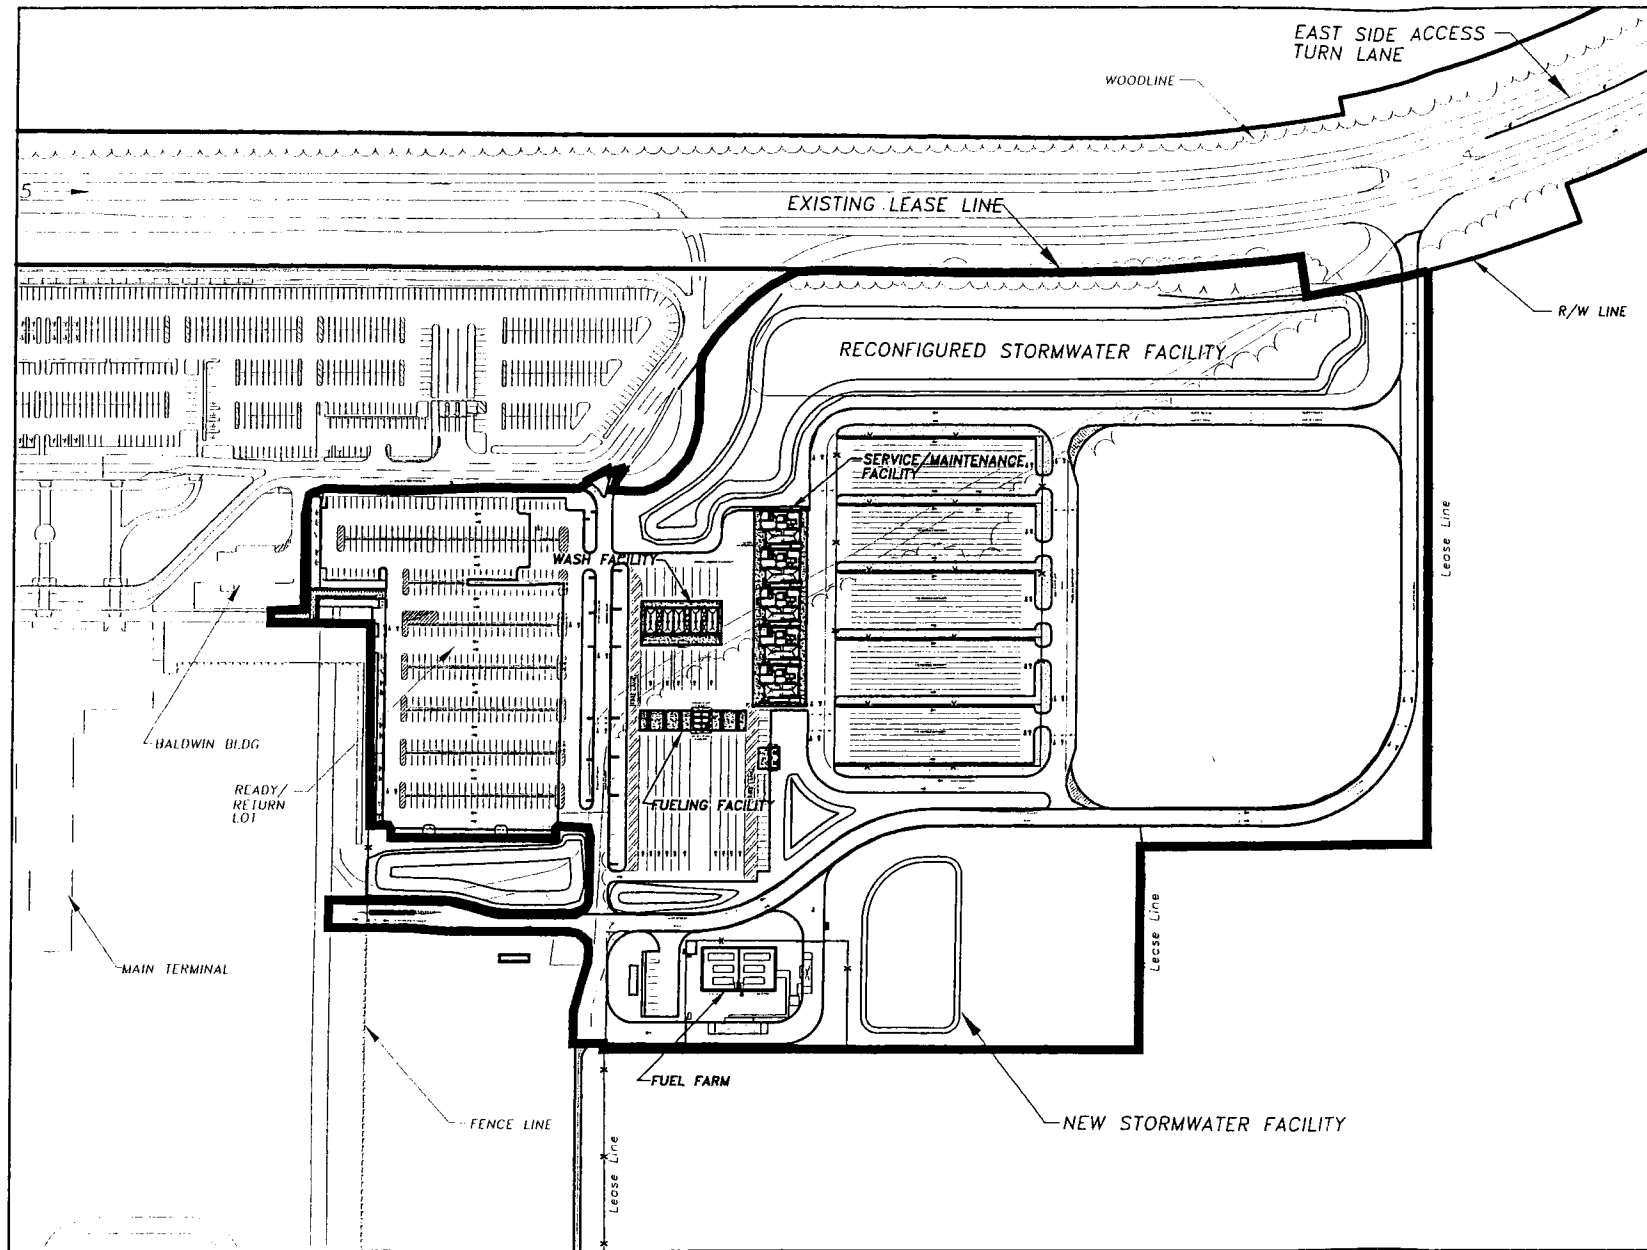 EAST SIDE ACCESS
TURN LANE
WOODLINE
5
EXISTING LEASE LINE
R/W LINE
RECONFIGURED STORMWATER FACILITY
SERVICE/MAINTENANCE
FACILITY
Lease Line
WASH FACILITY
BALDWIN BLDG
READY/
RETURN
LOT
FUELING FACILITY
Lease Line
MAIN TERMINAL
FUEL FARM
FENCE LINE
NEW STORMWATER FACILITY
Lease Line